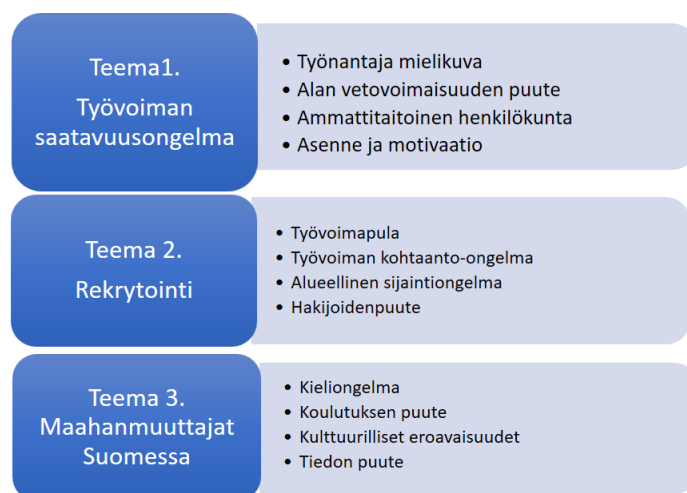 Teema1.
Työvoiman
saatavuusongelma
• Työnantaja mielikuva
• Alan vetovoimaisuuden puute
• Ammattitaitoinen henkilökunta
• Asenne ja motivaatio
Teema 2.
Rekrytointi
• Työvoimapula
• Työvoiman kohtaanto-ongelma
• Alueellinen sijaintiongelma
• Hakijoidenpuute
Teema 3.
Maahanmuuttajat
Suomessa
• Kieliongelma
• Koulutuksen puute
• Kulttuurilliset eroavaisuudet
• Tiedon puute